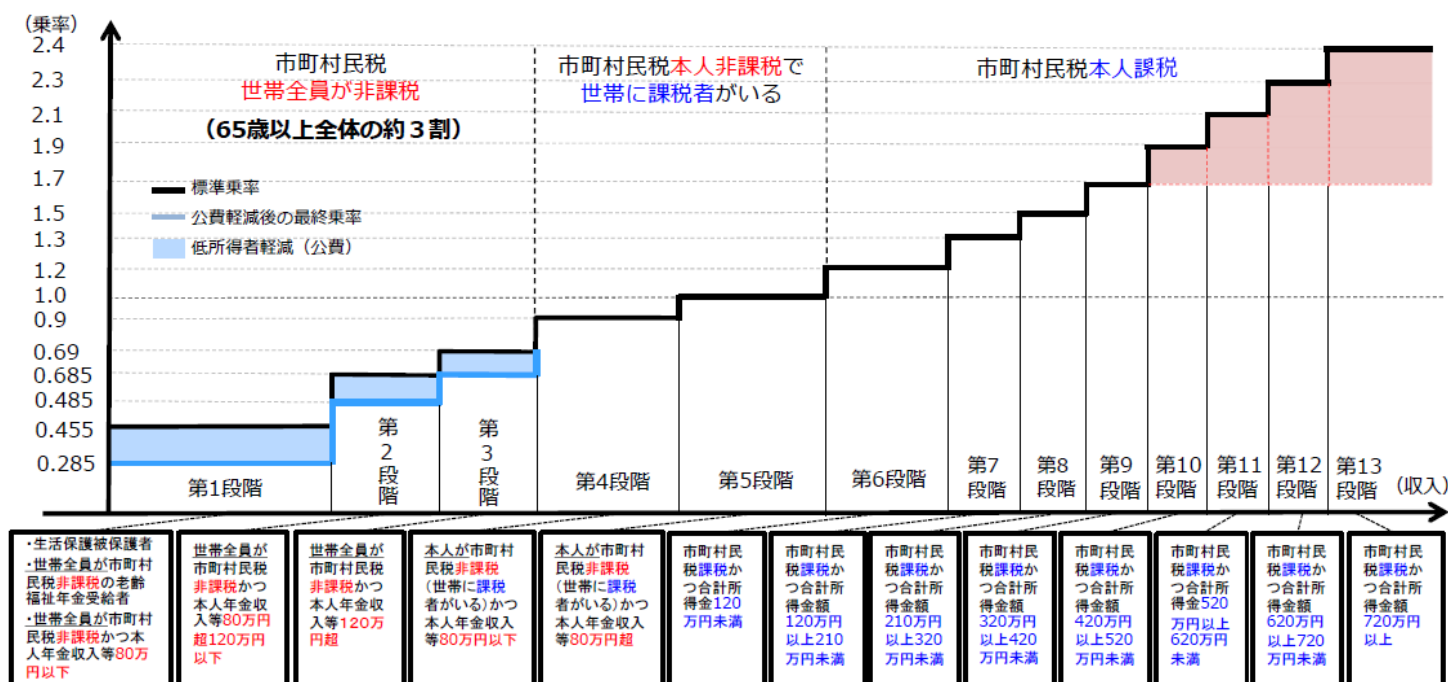 (乗率)
2.4
2.3
2.1
1.9
1.7
1.5
1.3
1.2
1.0
0.9
0.69
0.685
0.485
0.455
0.285
市町村民税
世帯全員が非課税
(65歳以上全体の約3割)
市町村民税本人非課税で
世帯に課税者がいる
市町村民税本人課税
標準乗率
公費軽減後の最終乗率
低所得者軽減(公費)
第1段階
第2段階
第3段階
第4段階
第5段階
第6段階
第7
段階
第8
段階
第9
段階
第10
段階
第11
段階
第12
段階
第13
段階
(収入)
・生活保護被保護者
・世帯全員が市町村
民税非課税の老齢
福祉年金受給者
・世帯全員が市町村
民税非課税かつ本
人年金収入等80万
円以下
世帯全員が
市町村民税
非課税かつ
本人年金収
入等80万円
超120万円
以下
世帯全員が
市町村民税
非課税かつ
本人年金収
入等120万
円超
本人が市町村
民税非課税
(世帯に課税
者がいる)かつ
本人年金収入
等80万円以下
本人が市町村
民税非課税
(世帯に課税
者がいる)かつ
本人年金収入
等80万円超
市町村民
税課税か
つ合計所
得金120
万円未満
市町村民
税課税か
つ合計所
得金額
120万円
以上210
万円未満
市町村民
税課税か
つ合計所
得金額
210万円
以上320
万円未満
市町村民
税課税か
つ合計所
得金額
320万円
以上420
万円未満
市町村民
税課税か
つ合計所
得金額
420万円
以上520
万円未満
市町村民
税課税か
つ合計所
得金520
万円以上
620万円
未満
市町村民
税課税か
つ合計所
得金額
620万円
以上720
万円未満
市町村民
税課税か
つ合計所
得金額
720万円
以上